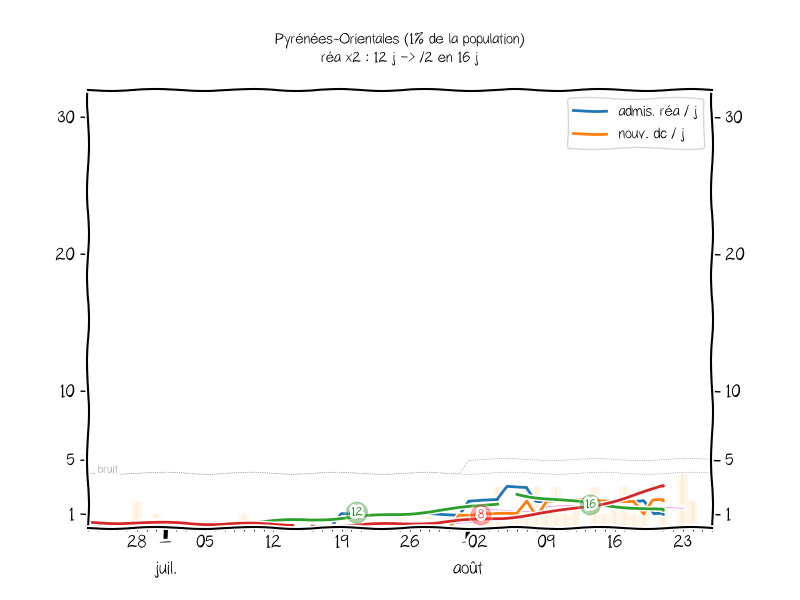 Pyrénées-Orientales (1% de la population)
réa x2 : 12 j -> /2 en 16 j
admis. réa / j
nouv. dc / j
30
30
20
20
10
10
5
5
bruit
1
1
12
8
16
28 05 12 19 26 02 09 16 23
juil. août